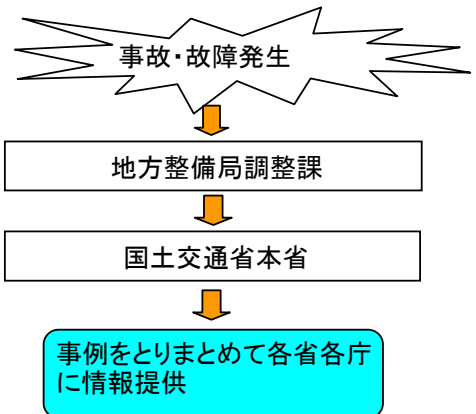 事故・故障発生
地方整備局調整課
国土交通省本省
事例をとりまとめて各省各庁
に情報提供